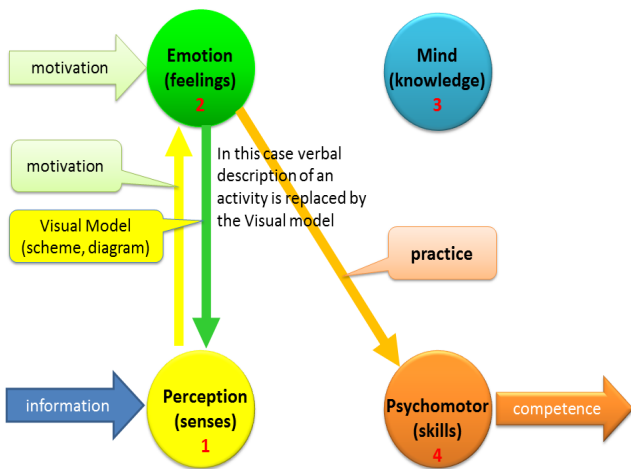 motivation
Emotion
(feelings)
2
Mind
(knowledge)
3
motivation
In this case verbal
description of an
activity is replaced by
the Visual model
Visual Model
(scheme, diagram)
practice
information
Perception
(senses)
1
Psychomotor
(skills)
4
competence